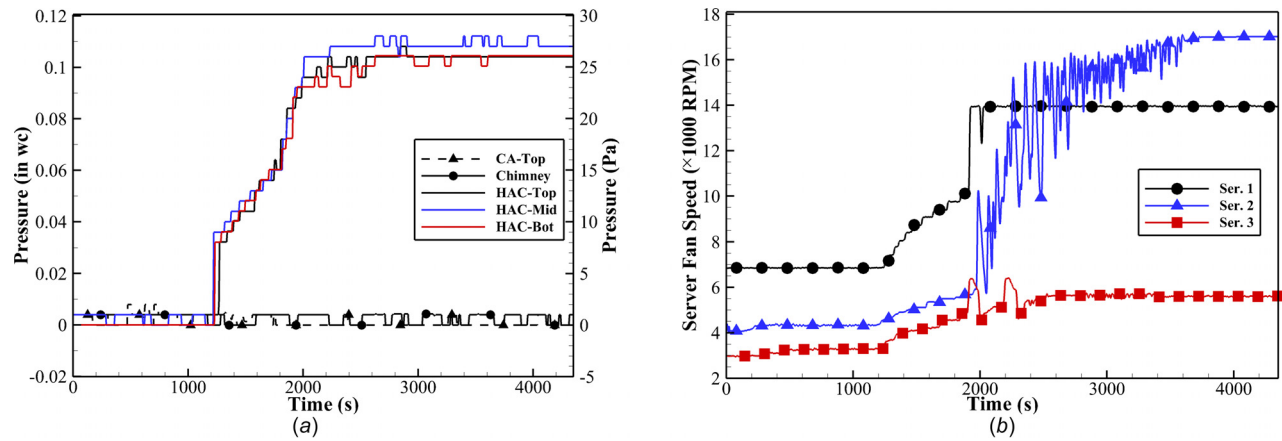 0.12
0.1
0.08
0.06
0.04
0.02
0
-0.02
Pressure (in wc)
30
25
20
15
10
5
0
-5
Pressure (Pa)
CA-Top
Chimney
HAC-Top
HAC-Mid
HAC-Bot
0 1000 2000 3000 4000
Time (s)
(a)
18
16
14
12
10
8
6
4
2
Server Fan Speed (×1000 RPM)
Ser. 1
Ser. 2
Ser. 3
0 1000 2000 3000 4000
Time (s)
(b)